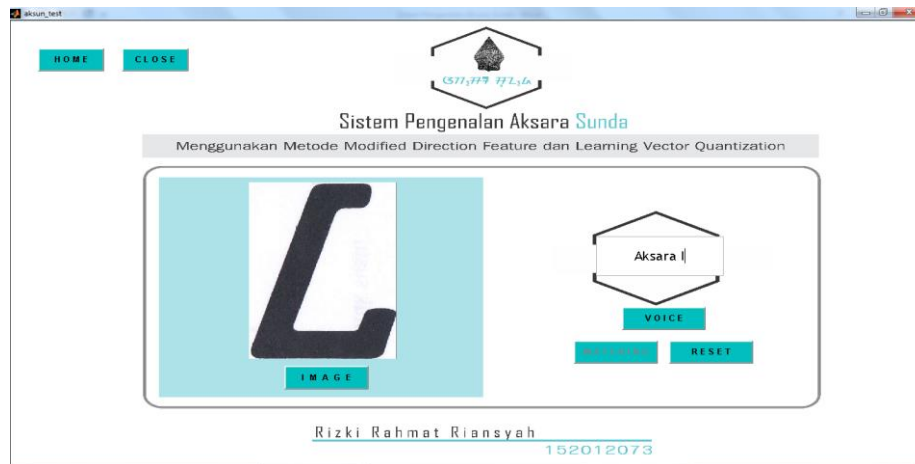 aksun_test
HOME CLOSE
Sistem Pengenalan Aksara Sunda
Menggunakan Metode Modified Direction Feature dan Learning Vector Quantization
Aksara I
VOICE
RESET
IMAGE
Rizki Rahmat Riansyah
152012073